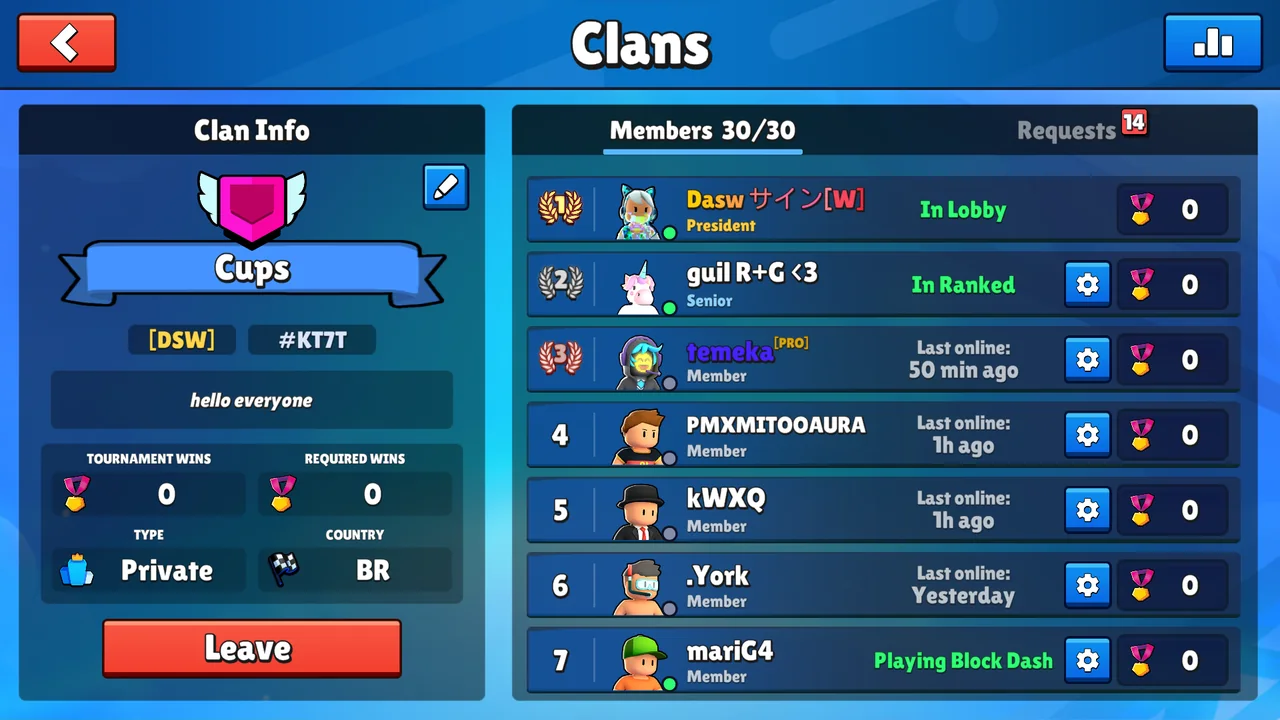 Clans
Clan Info
Cups
[DSW]
#KT7T
hello everyone
TOURNAMENT WINS
0
REQUIRED WINS
0
TYPE
Private
COUNTRY
BR
Leave
Members 30/30
Requests 14
1
Dasw サイン[W]
President
In Lobby
0
2
guil R+G <3
Senior
In Ranked
0
3
temeka[PRO]
Member
Last online:
50 min ago
0
4
PMXMITOOAURA
Member
Last online:
1h ago
0
5
kWXQ
Member
Last online:
1h ago
0
6
.York
Member
Last online:
Yesterday
0
7
mariG4
Member
Playing Block Dash
0